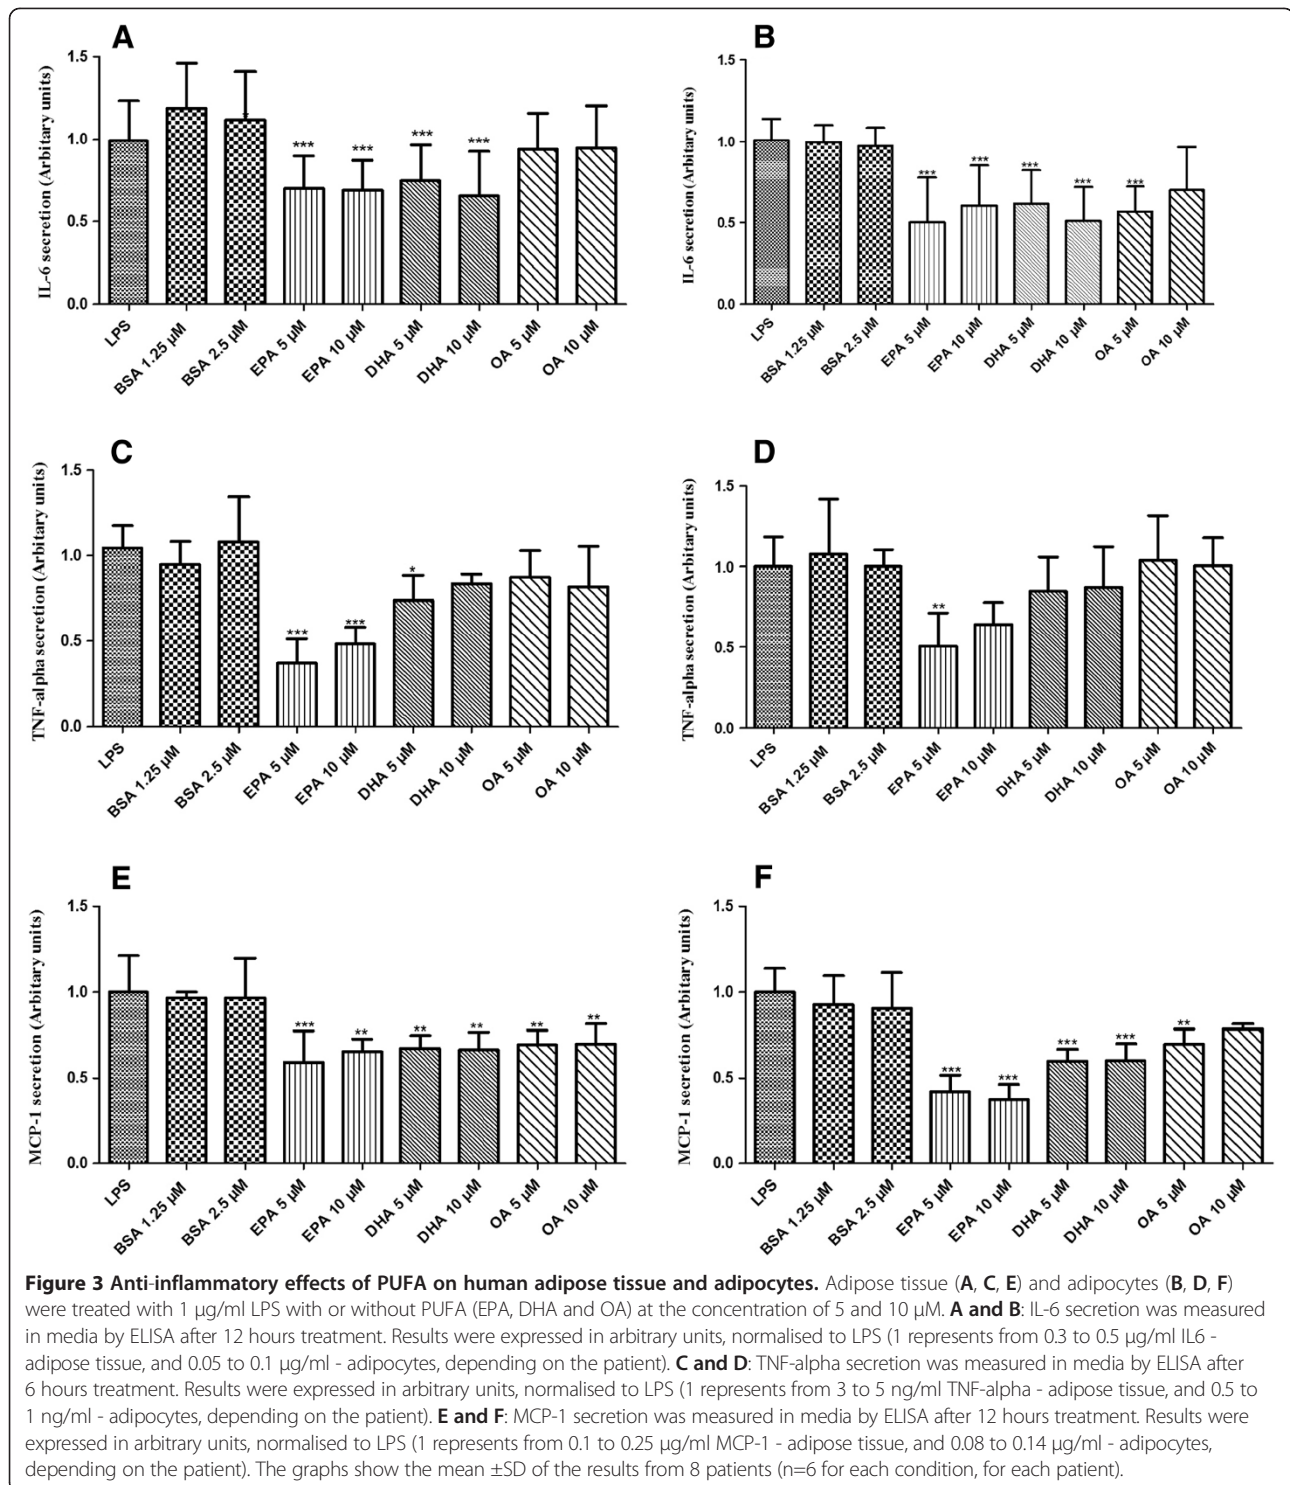 A
IL-6 secretion (Arbitary units)
1.5
1.0
0.5
0.0
*** *** *** ***
LPS
BSA 1.25 µM
BSA 2.5 µM
EPA 5 µM
EPA 10 µM
DHA 5 µM
DHA 10 µM
OA 5 µM
OA 10 µM
B
IL-6 secretion (Arbitary units)
1.5
1.0
0.5
0.0
*** *** *** *** ***
LPS
BSA 1.25 µM
BSA 2.5 µM
EPA 5 µM
EPA 10 µM
DHA 5 µM
DHA 10 µM
OA 5 µM
OA 10 µM
C
TNF-alpha secretion (Arbitary units)
1.5
1.0
0.5
0.0
*** *** *
LPS
BSA 1.25 µM
BSA 2.5 µM
EPA 5 µM
EPA 10 µM
DHA 5 µM
DHA 10 µM
OA 5 µM
OA 10 µM
D
TNF-alpha secretion (Arbitary units)
1.5
1.0
0.5
0.0
**
LPS
BSA 1.25 µM
BSA 2.5 µM
EPA 5 µM
EPA 10 µM
DHA 5 µM
DHA 10 µM
OA 5 µM
OA 10 µM
E
MCP-1 secretion (Arbitary units)
1.5
1.0
0.5
0.0
*** ** ** ** ** **
LPS
BSA 1.25 µM
BSA 2.5 µM
EPA 5 µM
EPA 10 µM
DHA 5 µM
DHA 10 µM
OA 5 µM
OA 10 µM
F
MCP-1 secretion (Arbitary units)
1.5
1.0
0.5
0.0
*** *** *** *** **
LPS
BSA 1.25 µM
BSA 2.5 µM
EPA 5 µM
EPA 10 µM
DHA 5 µM
DHA 10 µM
OA 5 µM
OA 10 µM
Figure 3 Anti-inflammatory effects of PUFA on human adipose tissue and adipocytes. Adipose tissue (A, C, E) and adipocytes (B, D, F)
were treated with 1 µg/ml LPS with or without PUFA (EPA, DHA and OA) at the concentration of 5 and 10 µM. A and B: IL-6 secretion was measured
in media by ELISA after 12 hours treatment. Results were expressed in arbitrary units, normalised to LPS (1 represents from 0.3 to 0.5 µg/ml IL6 -
adipose tissue, and 0.05 to 0.1 µg/ml - adipocytes, depending on the patient). C and D: TNF-alpha secretion was measured in media by ELISA after
6 hours treatment. Results were expressed in arbitrary units, normalised to LPS (1 represents from 3 to 5 ng/ml TNF-alpha - adipose tissue, and 0.5 to
1 ng/ml - adipocytes, depending on the patient). E and F: MCP-1 secretion was measured in media by ELISA after 12 hours treatment. Results were
expressed in arbitrary units, normalised to LPS (1 represents from 0.1 to 0.25 µg/ml MCP-1 - adipose tissue, and 0.08 to 0.14 µg/ml - adipocytes,
depending on the patient). The graphs show the mean ±SD of the results from 8 patients (n=6 for each condition, for each patient).